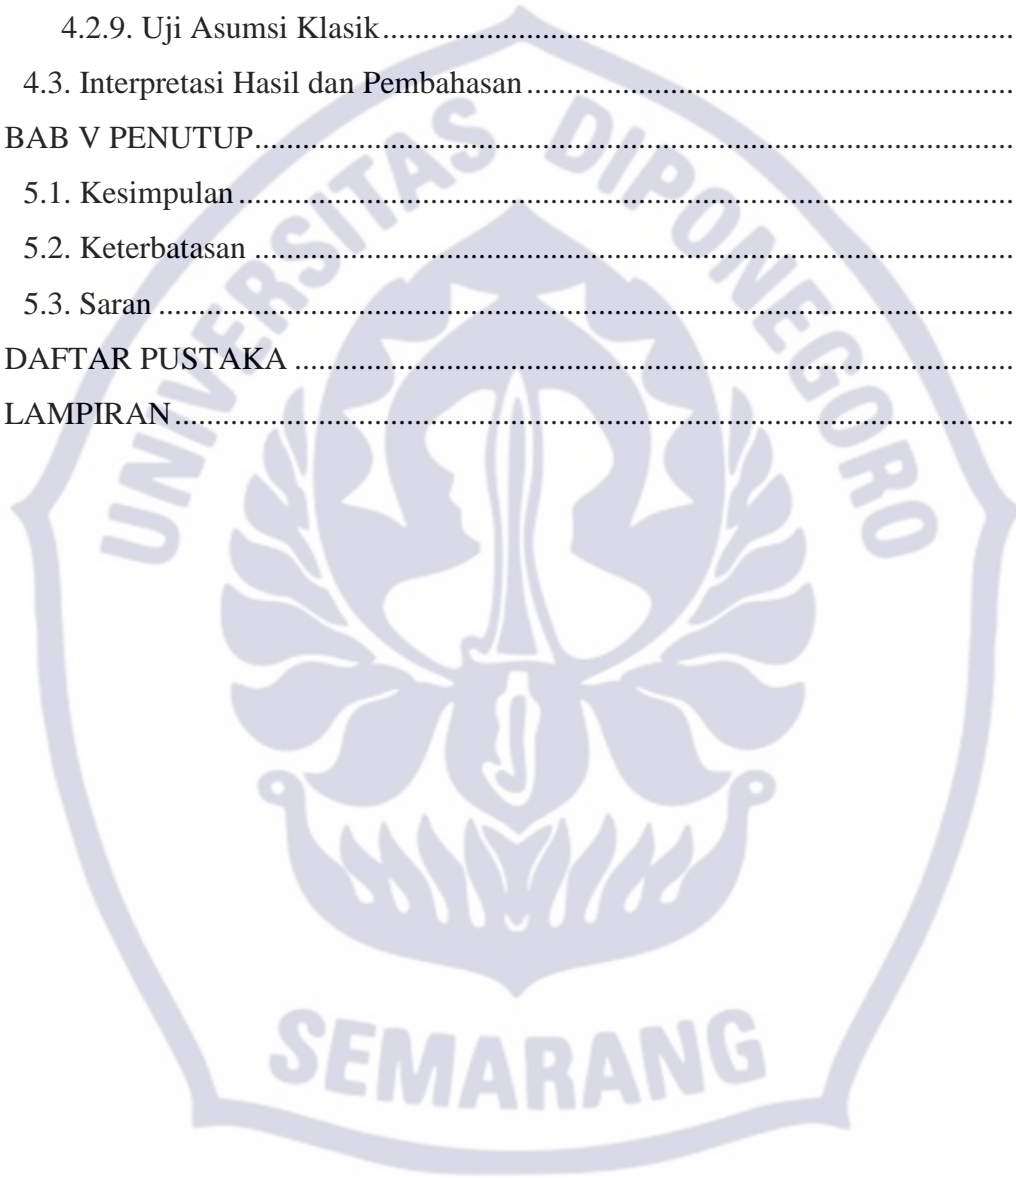 4.2.9. Uji Asumsi Klasik................................................................................
4.3. Interpretasi Hasil dan Pembahasan..............................................................
BAB V PENUTUP................................................................................................
5.1. Kesimpulan..................................................................................................
5.2. Keterbatasan ................................................................................................
5.3. Saran ............................................................................................................
DAFTAR PUSTAKA ...........................................................................................
LAMPIRAN..........................................................................................................
UNIVERSITAS DIPONEGORO
SEMARANG